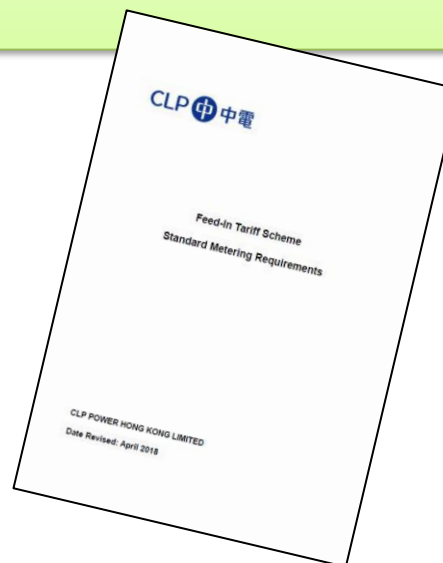 CLP 中電
Feed-In Tariff Scheme
Standard Metering Requirements
CLP POWER HONG KONG LIMITED
Date Revised: April 2018